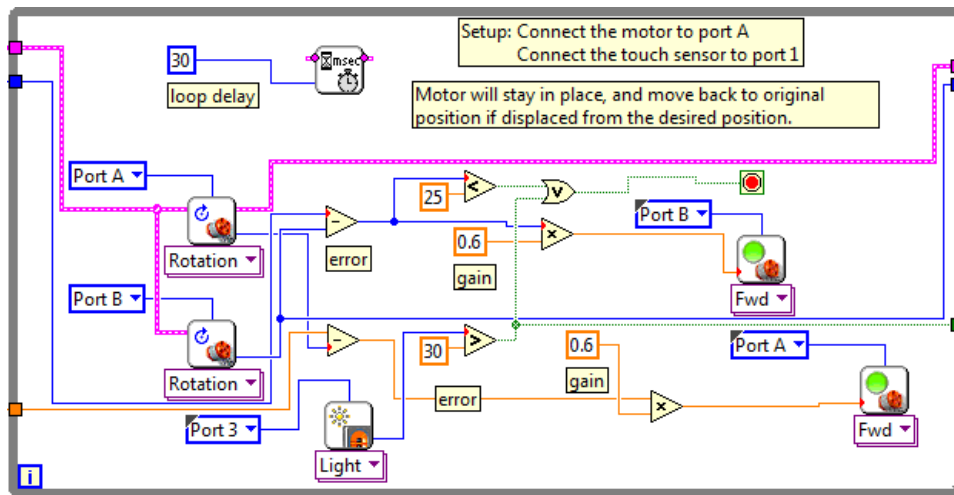 Setup: Connect the motor to port A
Connect the touch sensor to port 1
30
msec
loop delay
Motor will stay in place, and move back to original
position if displaced from the desired position.
Port A
<
25
v
Port B
-
0.6
x
Rotation
error
gain
Fwd
Port B
-
>
30
0.6
Port A
Rotation
gain
error
x
Port 3
Fwd
Light
i